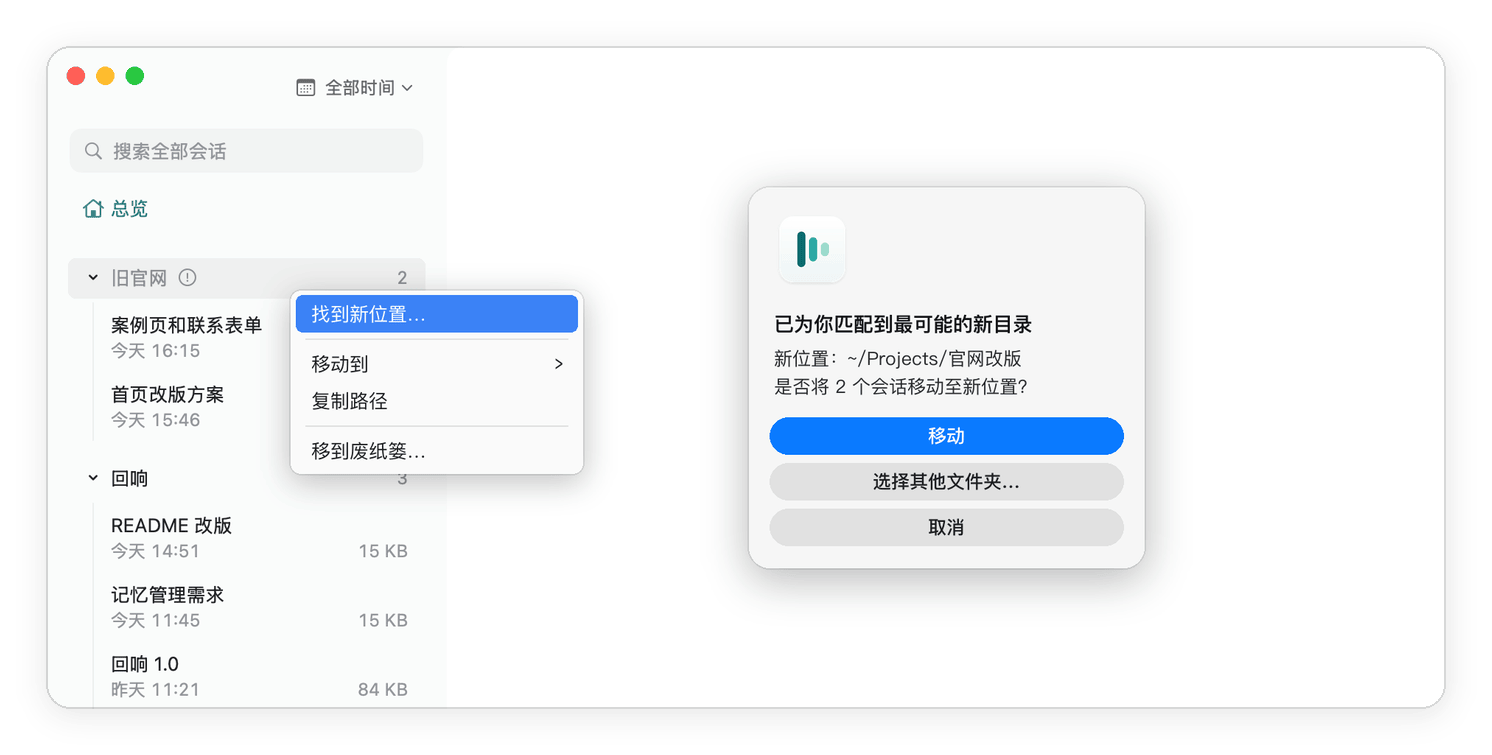 全部时间
搜索全部会话
总览
旧官网
2
案例页和联系表单
今天 16:15
首页改版方案
今天 15:46
回响
3
README 改版
今天 14:51
15 KB
记忆管理需求
今天 11:45
15 KB
回响 1.0
昨天 11:21
84 KB
找到新位置...
移动到
复制路径
移到废纸篓...
已为你匹配到最可能的新目录
新位置：~/Projects/官网改版
是否将 2 个会话移动至新位置?
移动
选择其他文件夹...
取消